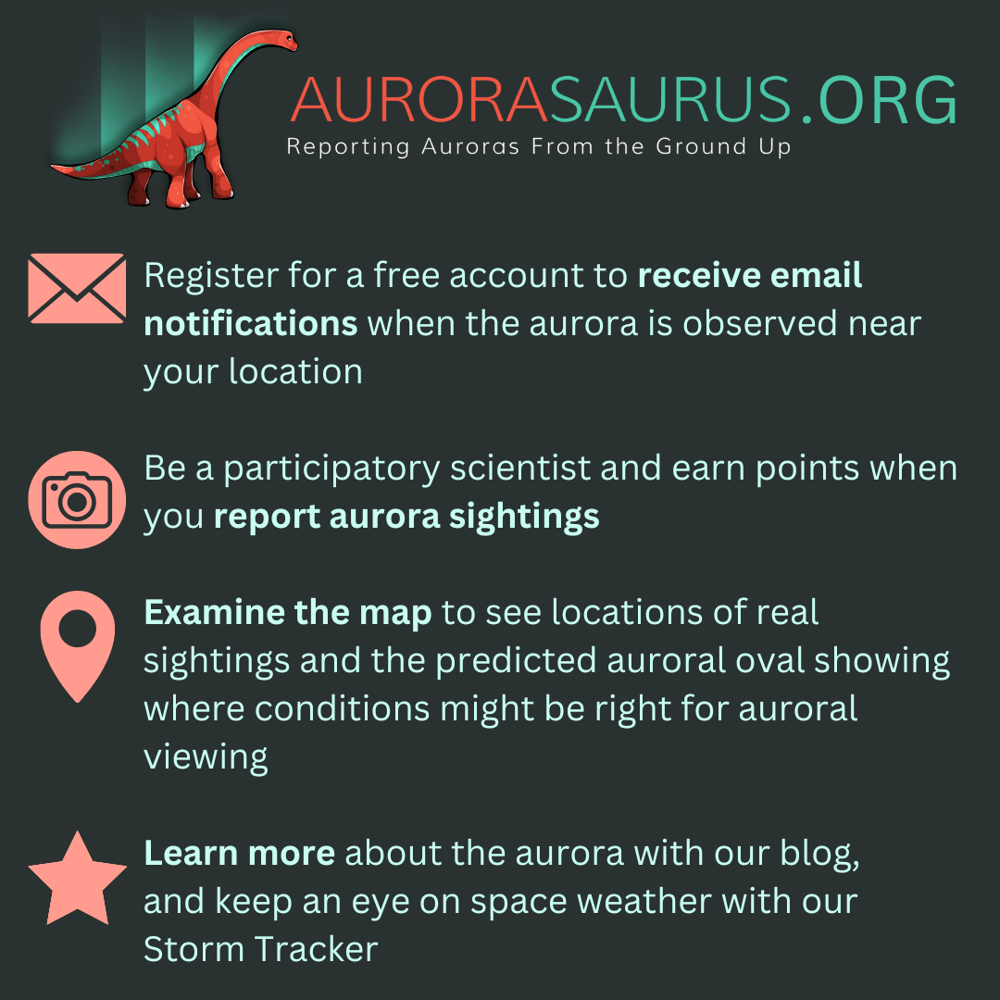 AURORASAURUS.ORG
Reporting Auroras From the Ground Up
Register for a free account to receive email
notifications when the aurora is observed near
your location
Be a participatory scientist and earn points when
you report aurora sightings
Examine the map to see locations of real
sightings and the predicted auroral oval showing
where conditions might be right for auroral
viewing
Learn more about the aurora with our blog,
and keep an eye on space weather with our
Storm Tracker